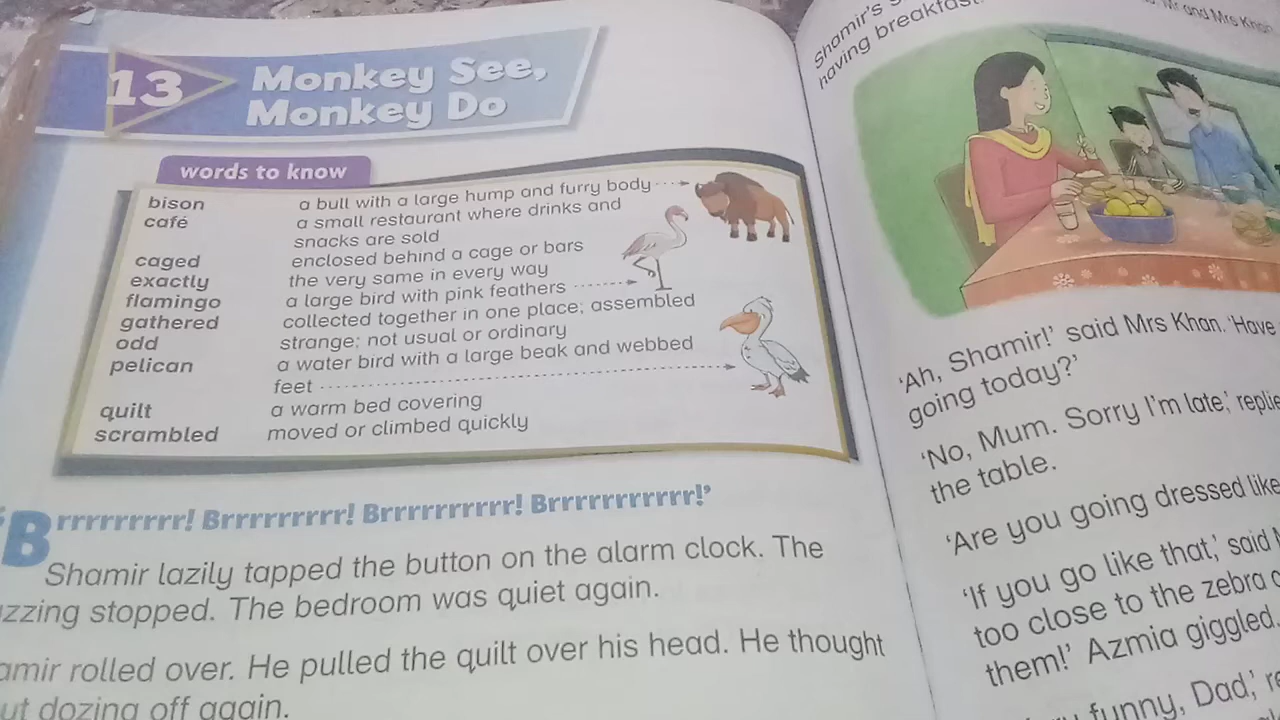 13
Monkey See,
Monkey Do
words to know
bison a bull with a large hump and furry body
café a small restaurant where drinks and
snacks are sold
caged enclosed behind a cage or bars
exactly the very same in every way
flamingo a large bird with pink feathers
gathered collected together in one place; assembled
odd strange; not usual or ordinary
pelican a water bird with a large beak and webbed
feet
quilt a warm bed covering
scrambled moved or climbed quickly
‘Brrrrrrrrrr! Brrrrrrrrrr! Brrrrrrrrrrr! Brrrrrrrrrrrr!’
Shamir lazily tapped the button on the alarm clock. The
stopped. The bedroom was quiet again.
rolled over. He pulled the quilt over his head. He thought
dozing off again.
Shamir's
having breakfast.
Mr and Mrs Khan
‘Ah, Shamir!’ said Mrs Khan. ‘Have
going today?’
‘No, Mum. Sorry I'm late,’
the table.
‘Are you going dressed like
‘If you go like that,’ said
too close to the zebra
them!’ Azmia giggled.
funny, Dad,’